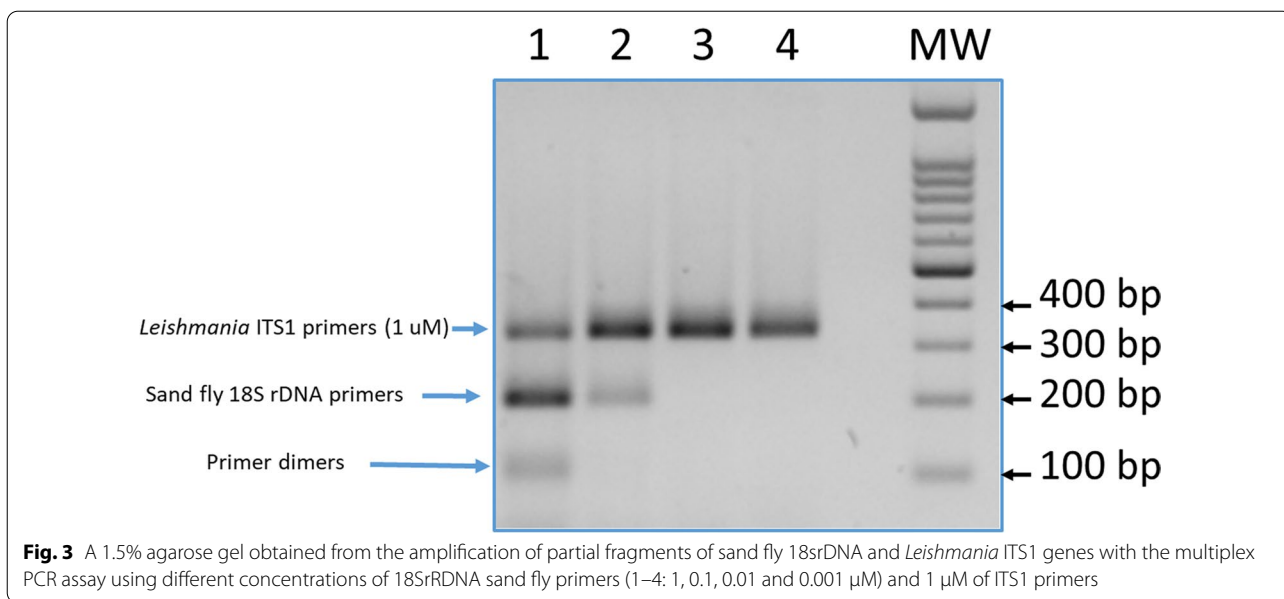 1 2 3 4 MW
400 bp
Leishmania ITS1 primers (1 uM)
300 bp
Sand fly 18S rDNA primers
200 bp
Primer dimers
100 bp
Fig. 3 A 1.5% agarose gel obtained from the amplification of partial fragments of sand fly 18srDNA and Leishmania ITS1 genes with the multiplex
PCR assay using different concentrations of 18SrRDNA sand fly primers (1–4: 1, 0.1, 0.01 and 0.001 µM) and 1 µM of ITS1 primers